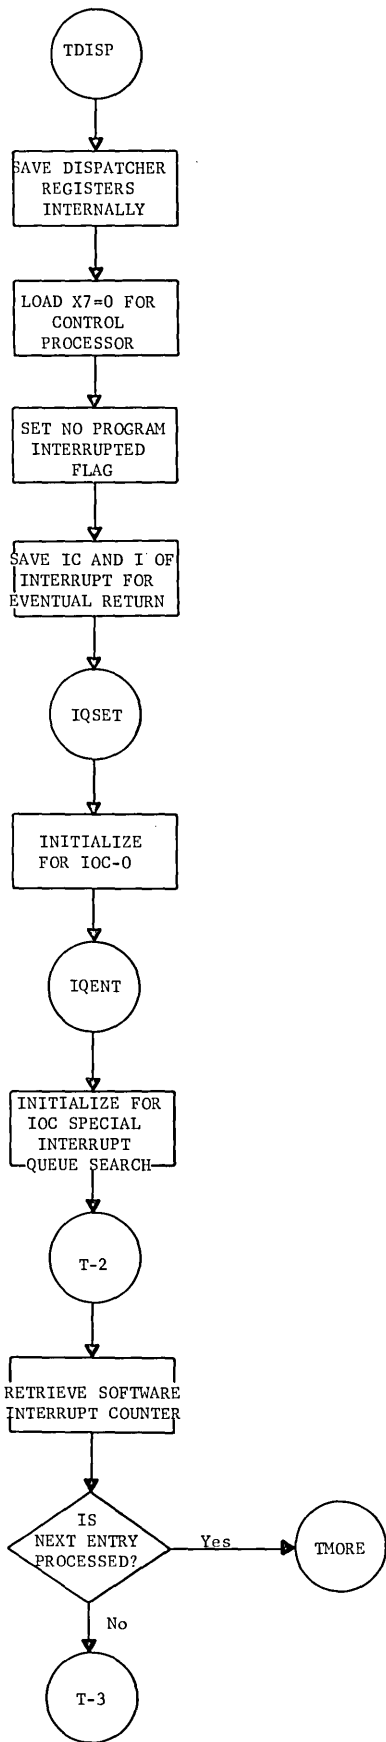 TDISP
SAVE DISPATCHER
REGISTERS
INTERNALLY
LOAD X7=0 FOR
CONTROL
PROCESSOR
SET NO PROGRAM
INTERRUPTED
FLAG
SAVE IC AND I OF
INTERRUPT FOR
EVENTUAL RETURN
IQSET
INITIALIZE
FOR IOC-0
IQENT
INITIALIZE FOR
IOC SPECIAL
INTERRUPT
QUEUE SEARCH
T-2
RETRIEVE SOFTWARE
INTERRUPT COUNTER
IS
NEXT ENTRY
PROCESSED?
Yes
TMORE
No
T-3